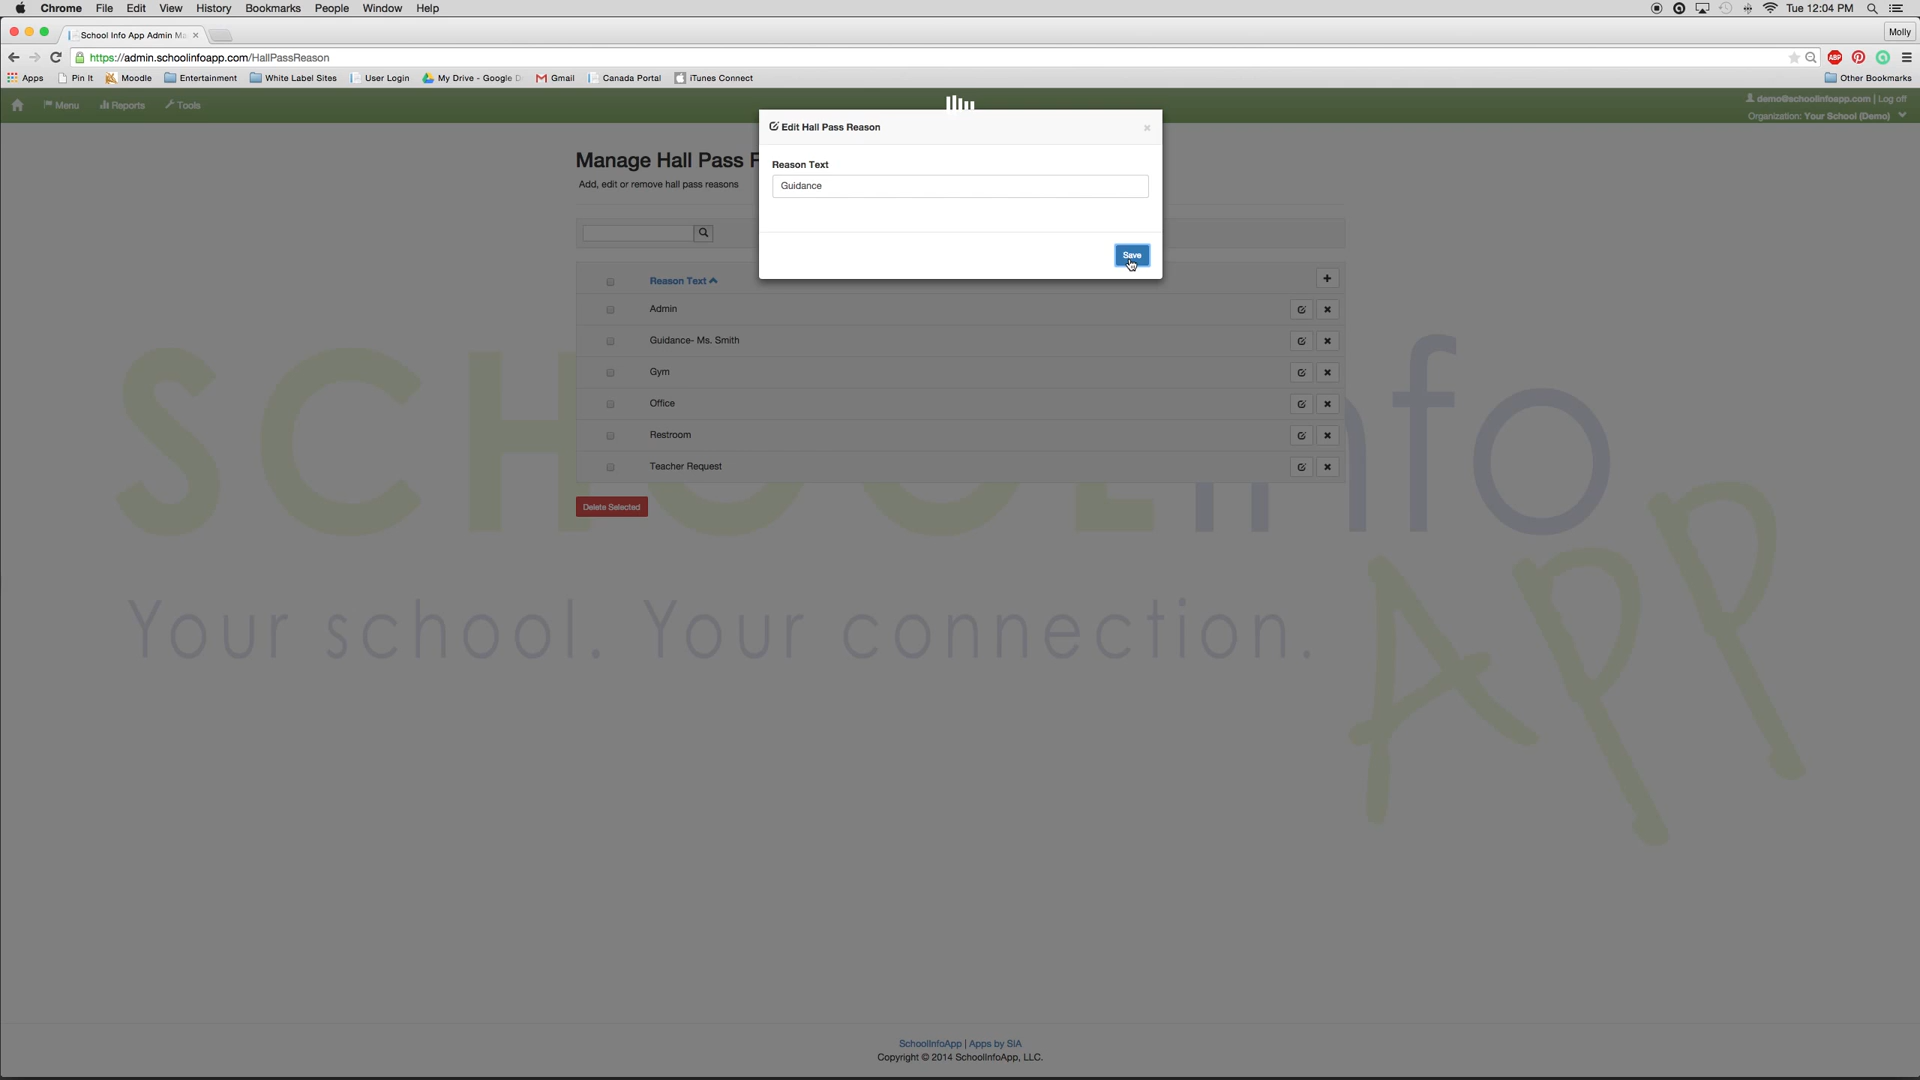 Chrome File Edit View History Bookmarks People Window Help Tue 12:04 PM
School Info App Admin Ma Molly
https://admin.schoolinfoapp.com/HallPassReason ABP
Apps Pin It Moodle Entertainment White Label Sites User Login My Drive - Google D Gmail Canada Portal iTunes Connect Other Bookmarks
Menu Reports Tools demo@schoolinfoapp.com | Log off
Organization: Your School (Demo)
Edit Hall Pass Reason ×
Manage Hall Pass
Reason Text
Add, edit or remove hall pass reasons
Guidance
Save
Reason Text
Admin
Guidance- Ms. Smith
Gym
Office
Restroom
Teacher Request
Delete Selected
SCHOOLinfo
APP
Your school. Your connection.
SchoolInfoApp | Apps by SIA
Copyright © 2014 SchoolInfoApp, LLC.